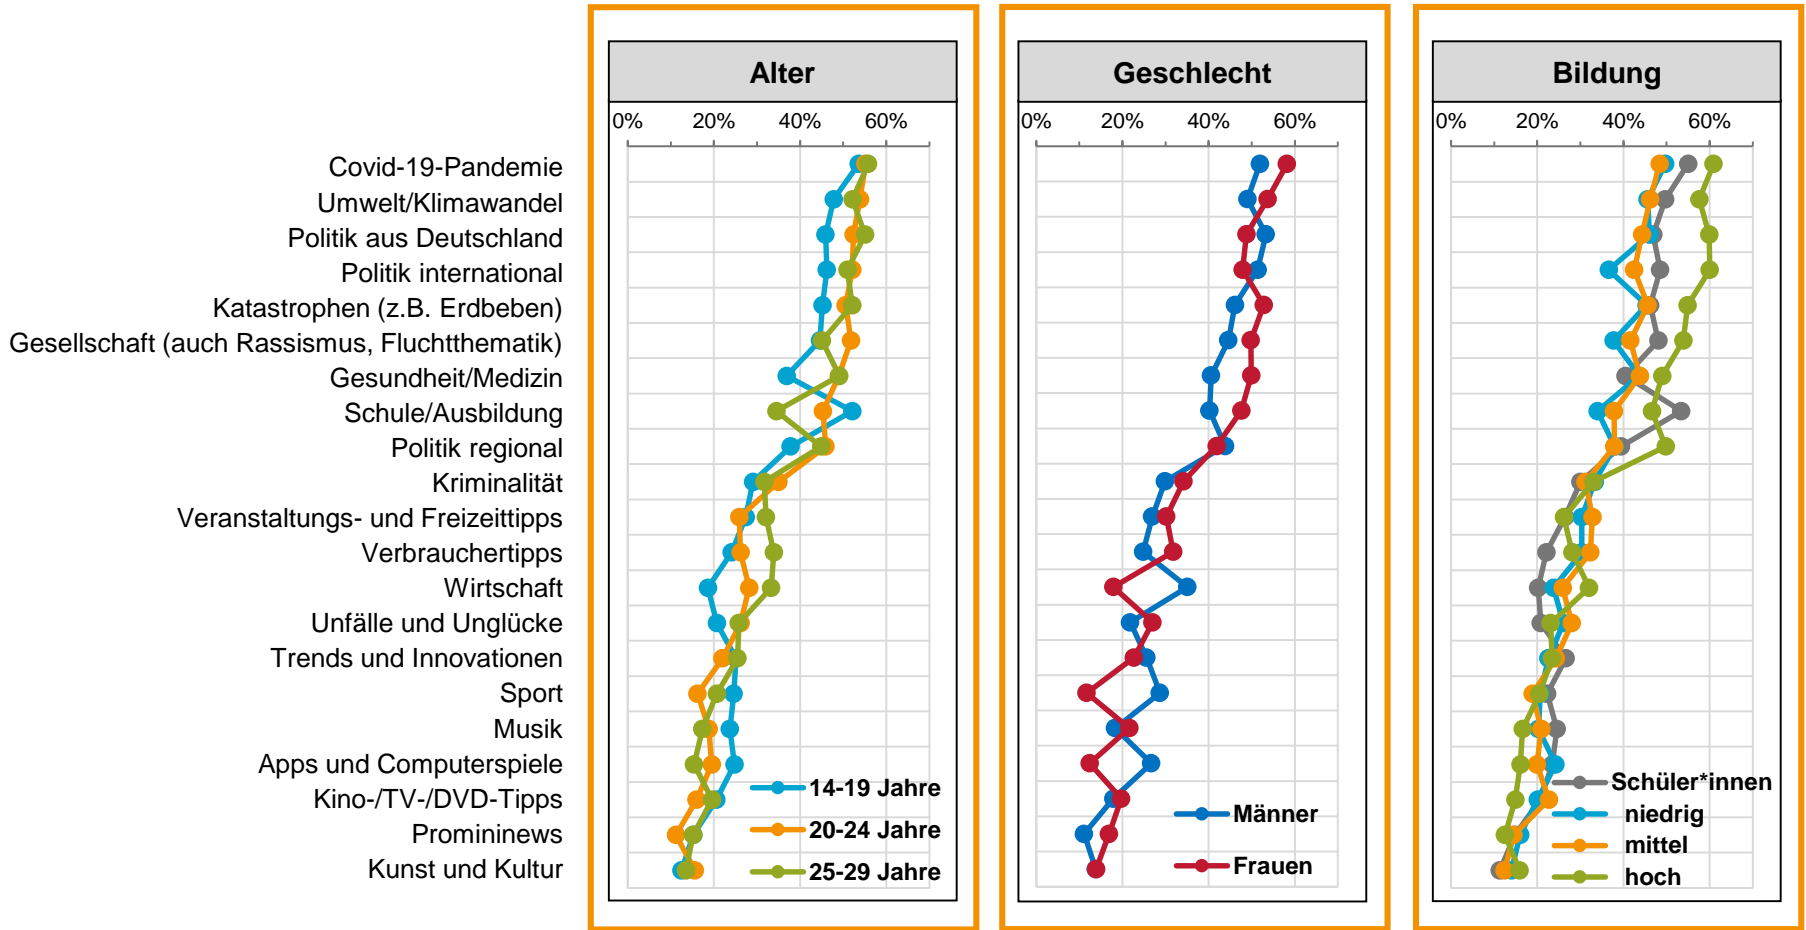 Alter
Geschlecht
Bildung
0% 20% 40% 60%
0% 20% 40% 60%
0% 20% 40% 60%
Covid-19-Pandemie
Umwelt/Klimawandel
Politik aus Deutschland
Politik international
Katastrophen (z.B. Erdbeben)
Gesellschaft (auch Rassismus, Fluchtthematik)
Gesundheit/Medizin
Schule/Ausbildung
Politik regional
Kriminalität
Veranstaltungs- und Freizeittipps
Verbrauchertipps
Wirtschaft
Unfälle und Unglücke
Trends und Innovationen
Sport
Musik
Apps und Computerspiele
Kino-/TV-/DVD-Tipps
Promininews
Kunst und Kultur
14-19 Jahre
20-24 Jahre
25-29 Jahre
Männer
Frauen
Schüler*innen
niedrig
mittel
hoch